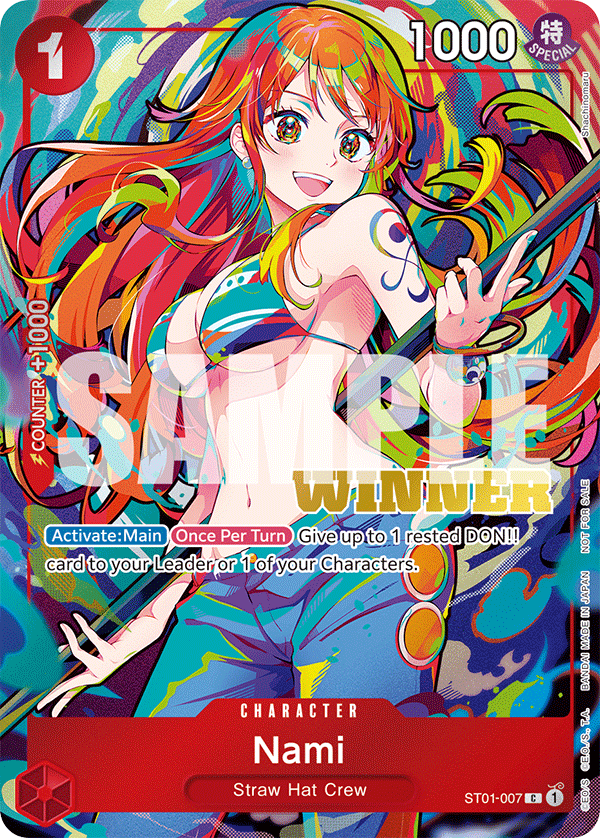 1
1000
特
SPECIAL
Shachinomaru
COUNTER +1000
SAMPLE
WINNER
Activate:Main Once Per Turn Give up to 1 rested DON!!
card to your Leader or 1 of your Characters.
©E.O/S ©E.O./S., T.A. BANDAI MADE IN JAPAN NOT FOR SALE
CHARACTER
Nami
Straw Hat Crew
ST01-007 C 1